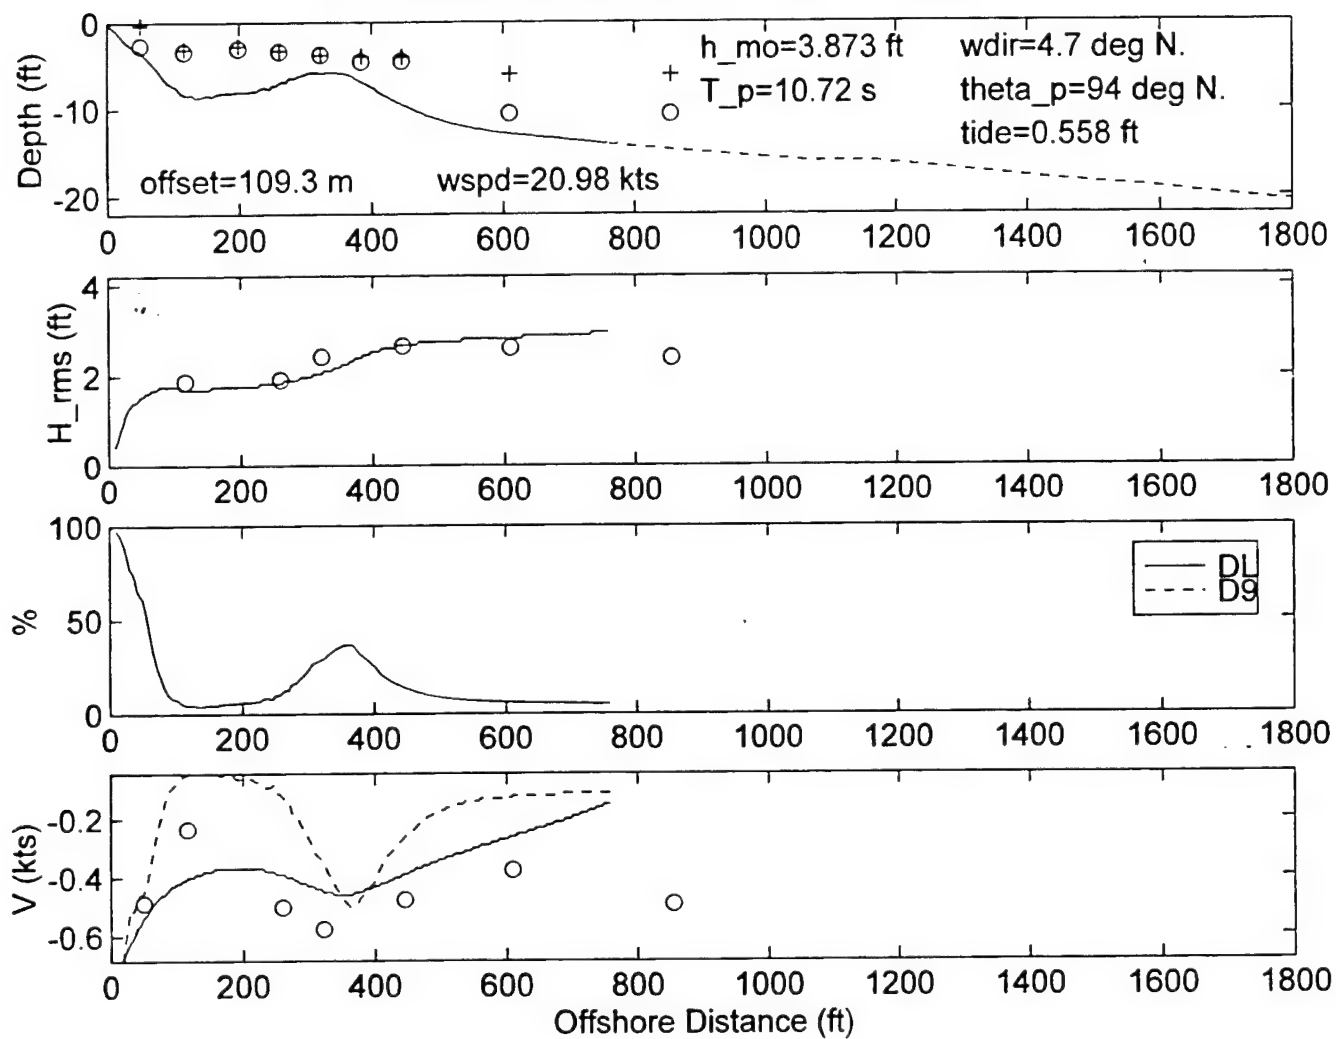 0
-10
-20
Depth (ft)
h_mo=3.873 ft
wdir=4.7 deg N.
T_p=10.72 s
theta_p=94 deg N.
tide=0.558 ft
offset=109.3 m
wspd=20.98 kts
0 200 400 600 800 1000 1200 1400 1600 1800
4
2
0
H_rms (ft)
0 200 400 600 800 1000 1200 1400 1600 1800
100
50
0
%
DL
D9
0 200 400 600 800 1000 1200 1400 1600 1800
-0.2
-0.4
-0.6
V (kts)
0 200 400 600 800 1000 1200 1400 1600 1800
Offshore Distance (ft)